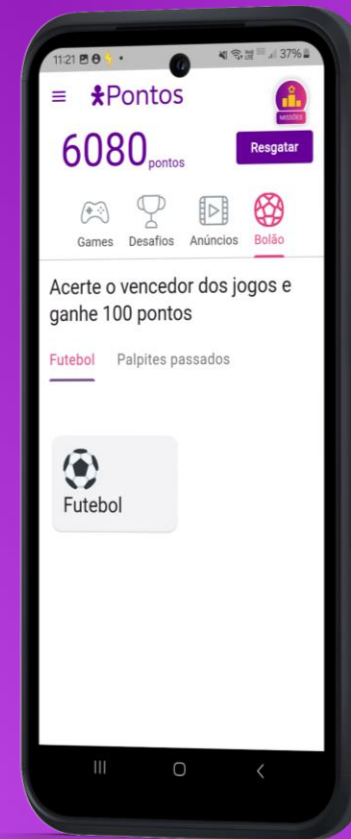 11:21
37%
Pontos
MISSÕES
6080 pontos
Resgatar
Games Desafios Anúncios Bolão
Acerte o vencedor dos jogos e
ganhe 100 pontos
Futebol Palpites passados
Futebol